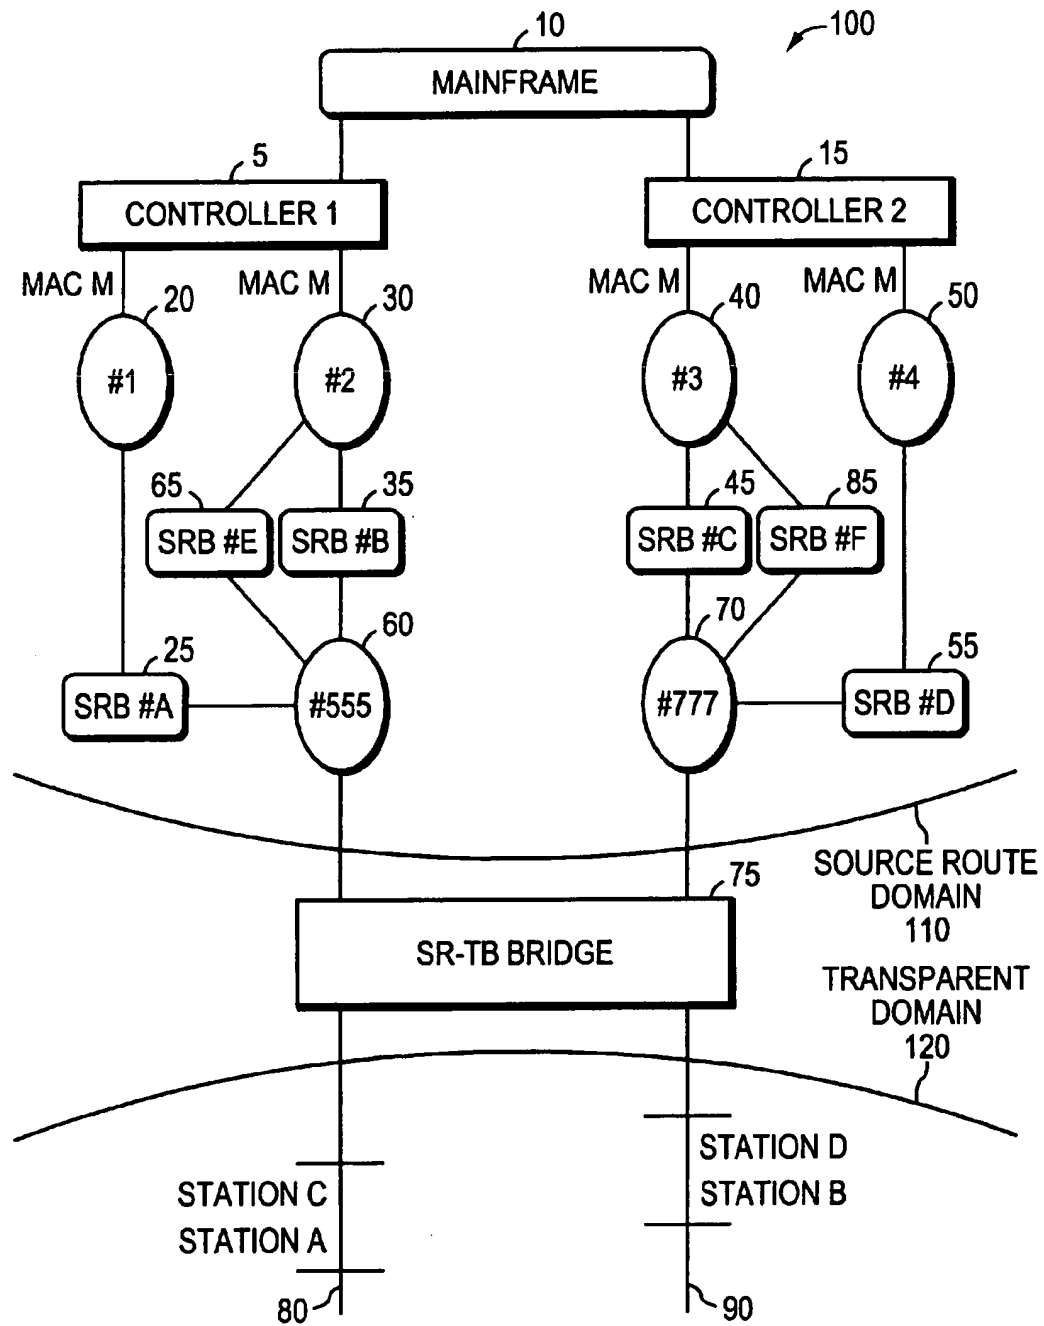 10
100
MAINFRAME
5
15
CONTROLLER 1
CONTROLLER 2
MAC M
MAC M
MAC M
MAC M
20
30
40
50
#1
#2
#3
#4
65
35
45
85
SRB #E
SRB #B
SRB #C
SRB #F
25
60
70
55
SRB #A
#555
#777
SRB #D
SOURCE ROUTE
DOMAIN
110
75
SR-TB BRIDGE
TRANSPARENT
DOMAIN
120
STATION D
STATION C
STATION B
STATION A
80
90